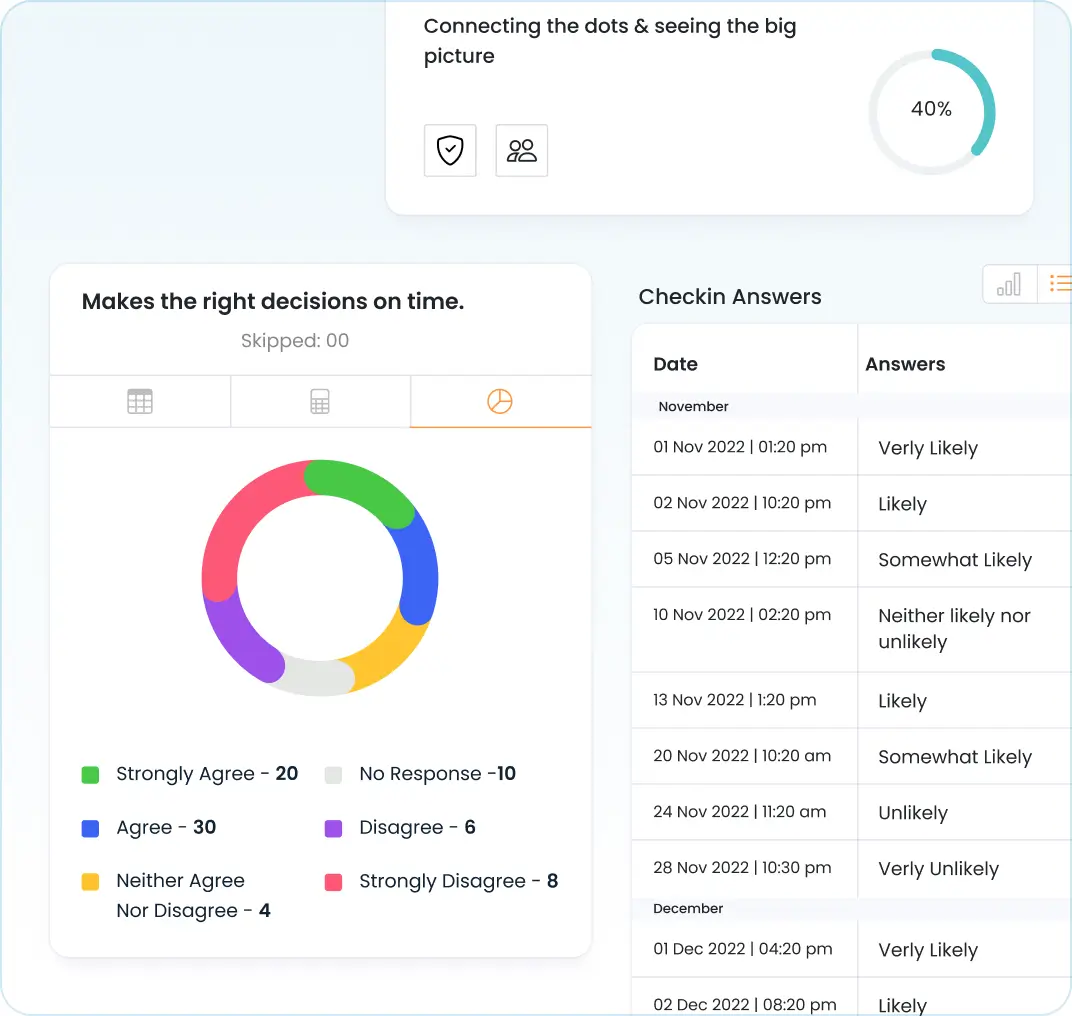 Connecting the dots & seeing the big
picture
40%
Makes the right decisions on time.
Skipped: 00
Strongly Agree - 20
No Response -10
Agree - 30
Disagree - 6
Neither Agree
Nor Disagree - 4
Strongly Disagree - 8
Checkin Answers
Date Answers
November
01 Nov 2022 | 01:20 pm Verly Likely
02 Nov 2022 | 10:20 pm Likely
05 Nov 2022 | 12:20 pm Somewhat Likely
10 Nov 2022 | 02:20 pm Neither likely nor
unlikely
13 Nov 2022 | 1:20 pm Likely
20 Nov 2022 | 10:20 am Somewhat Likely
24 Nov 2022 | 11:20 am Unlikely
28 Nov 2022 | 10:30 pm Verly Unlikely
December
01 Dec 2022 | 04:20 pm Verly Likely
02 Dec 2022 | 08:20 pm Likely